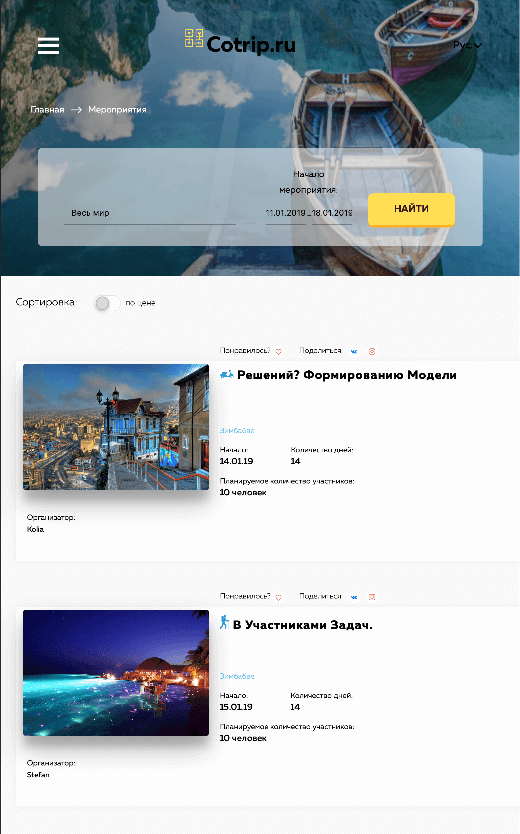 Cotrip.ru
Рус.
Главная
Мероприятия
Начало
мероприятия:
Весь мир
11.01.2019 - 18.01.2019
НАЙТИ
Сортировка:
по цене
Понравилось?
Поделиться
Решений? Формированию Модели
Зимбабве
Начало:
Количество дней:
14.01.19
14
Планируемое количество участников:
10 человек
Организатор:
Kolia
Понравилось?
Поделиться
В Участниками Задач.
Зимбабве
Начало:
Количество дней:
15.01.19
14
Планируемое количество участников:
10 человек
Организатор:
Stefan